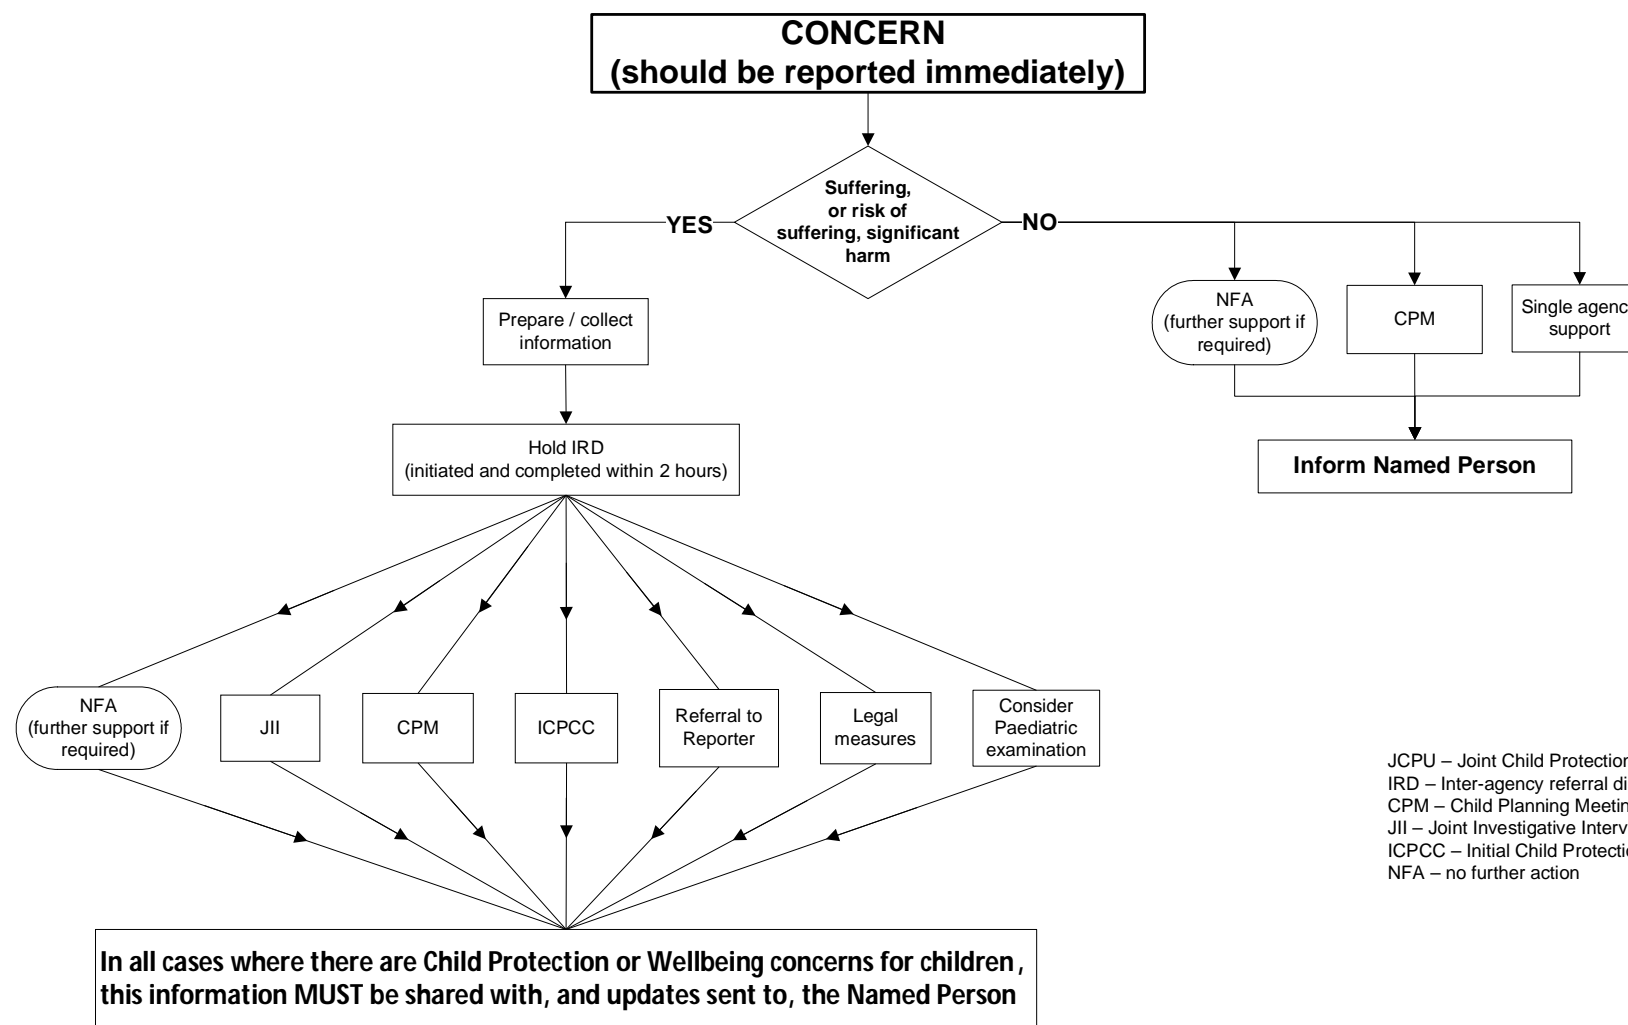 CONCERN
(should be reported immediately)
Suffering,
or risk of
suffering, significant
harm
YES
NO
Prepare / collect
information
NFA
(further support if
required)
CPM
Single agenc
support
Hold IRD
(initiated and completed within 2 hours)
Inform Named Person
NFA
(further support if
required)
JII
CPM
ICPCC
Referral to
Reporter
Legal
measures
Consider
Paediatric
examination
JCPU – Joint Child Protection
IRD – Inter-agency referral di
CPM – Child Planning Meetin
JII – Joint Investigative Interv
ICPCC – Initial Child Protectio
NFA – no further action
In all cases where there are Child Protection or Wellbeing concerns for children,
this information MUST be shared with, and updates sent to, the Named Person